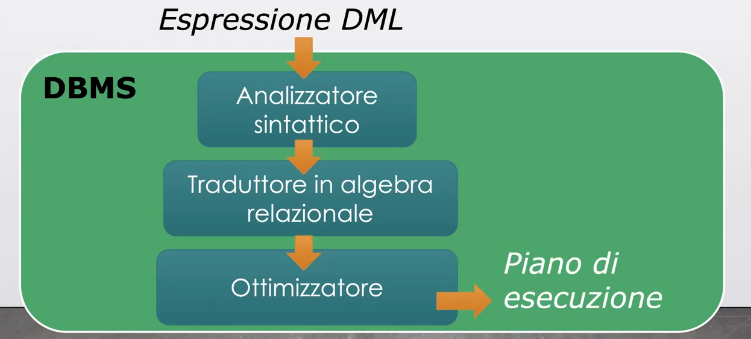 Espressione DML
DBMS
Analizzatore
sintattico
Traduttore in algebra
relazionale
Ottimizzatore
Piano di
esecuzione